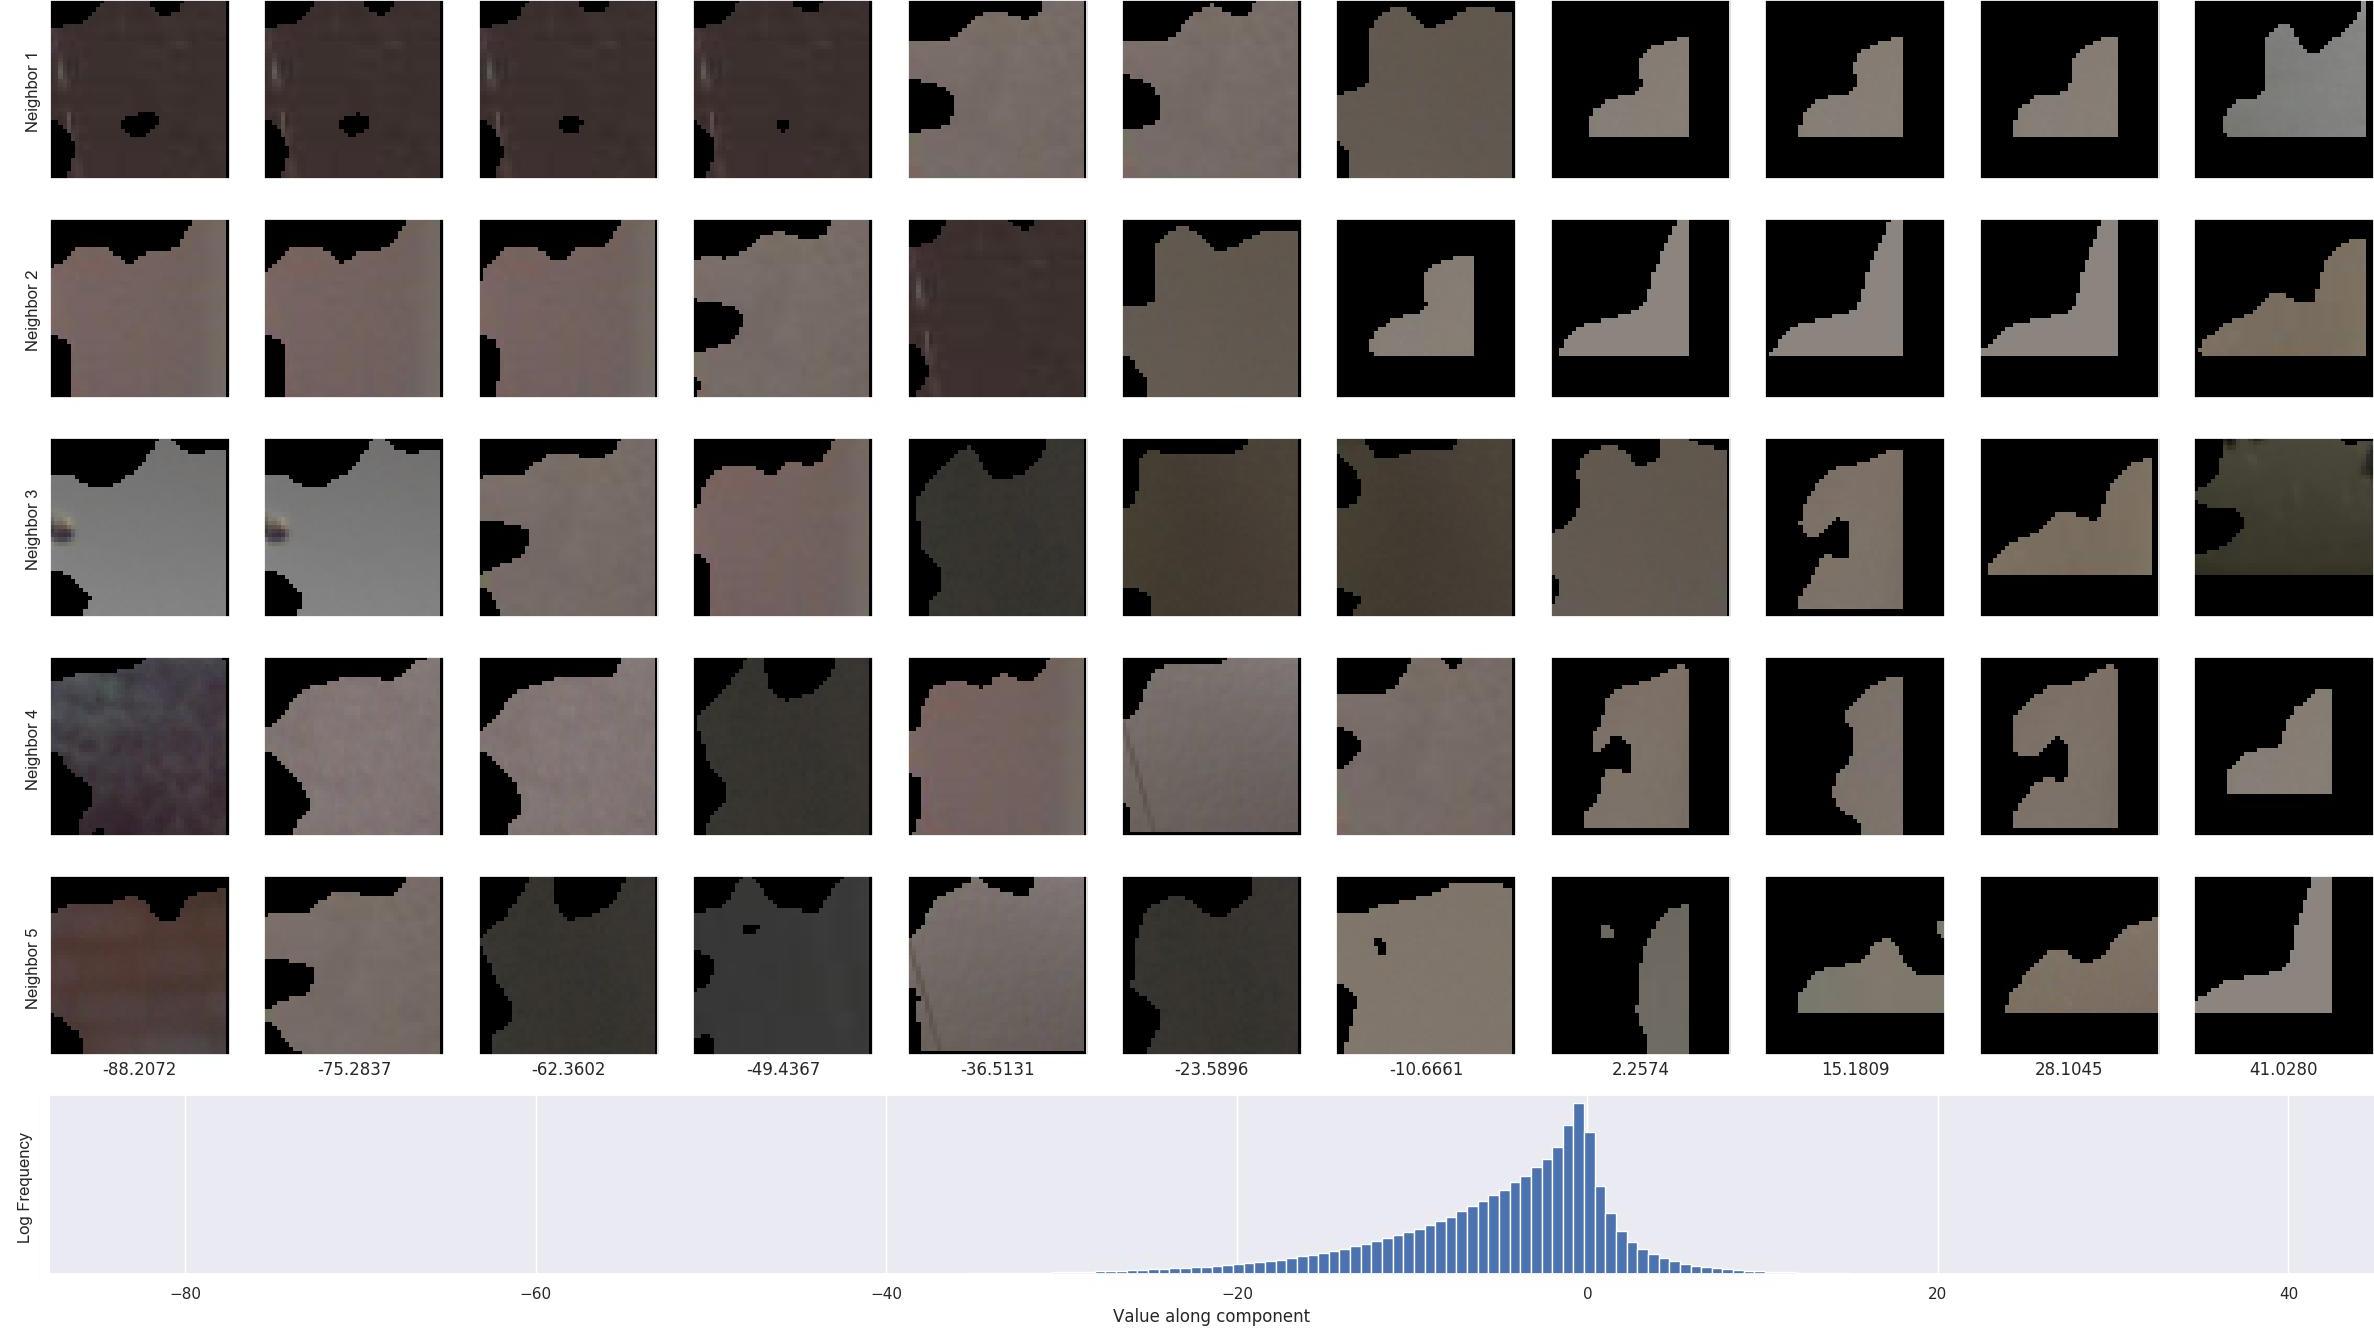 Neighbor 1
Neighbor 2
Neighbor 3
Neighbor 4
Neighbor 5
-88.2072 -75.2837 -62.3602 -49.4367 -36.5131 -23.5896 -10.6661 2.2574 15.1809 28.1045 41.0280
Log Frequency
−80 −60 −40 −20 0 20 40
Value along component